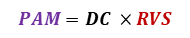 PAM = DC ×RVS